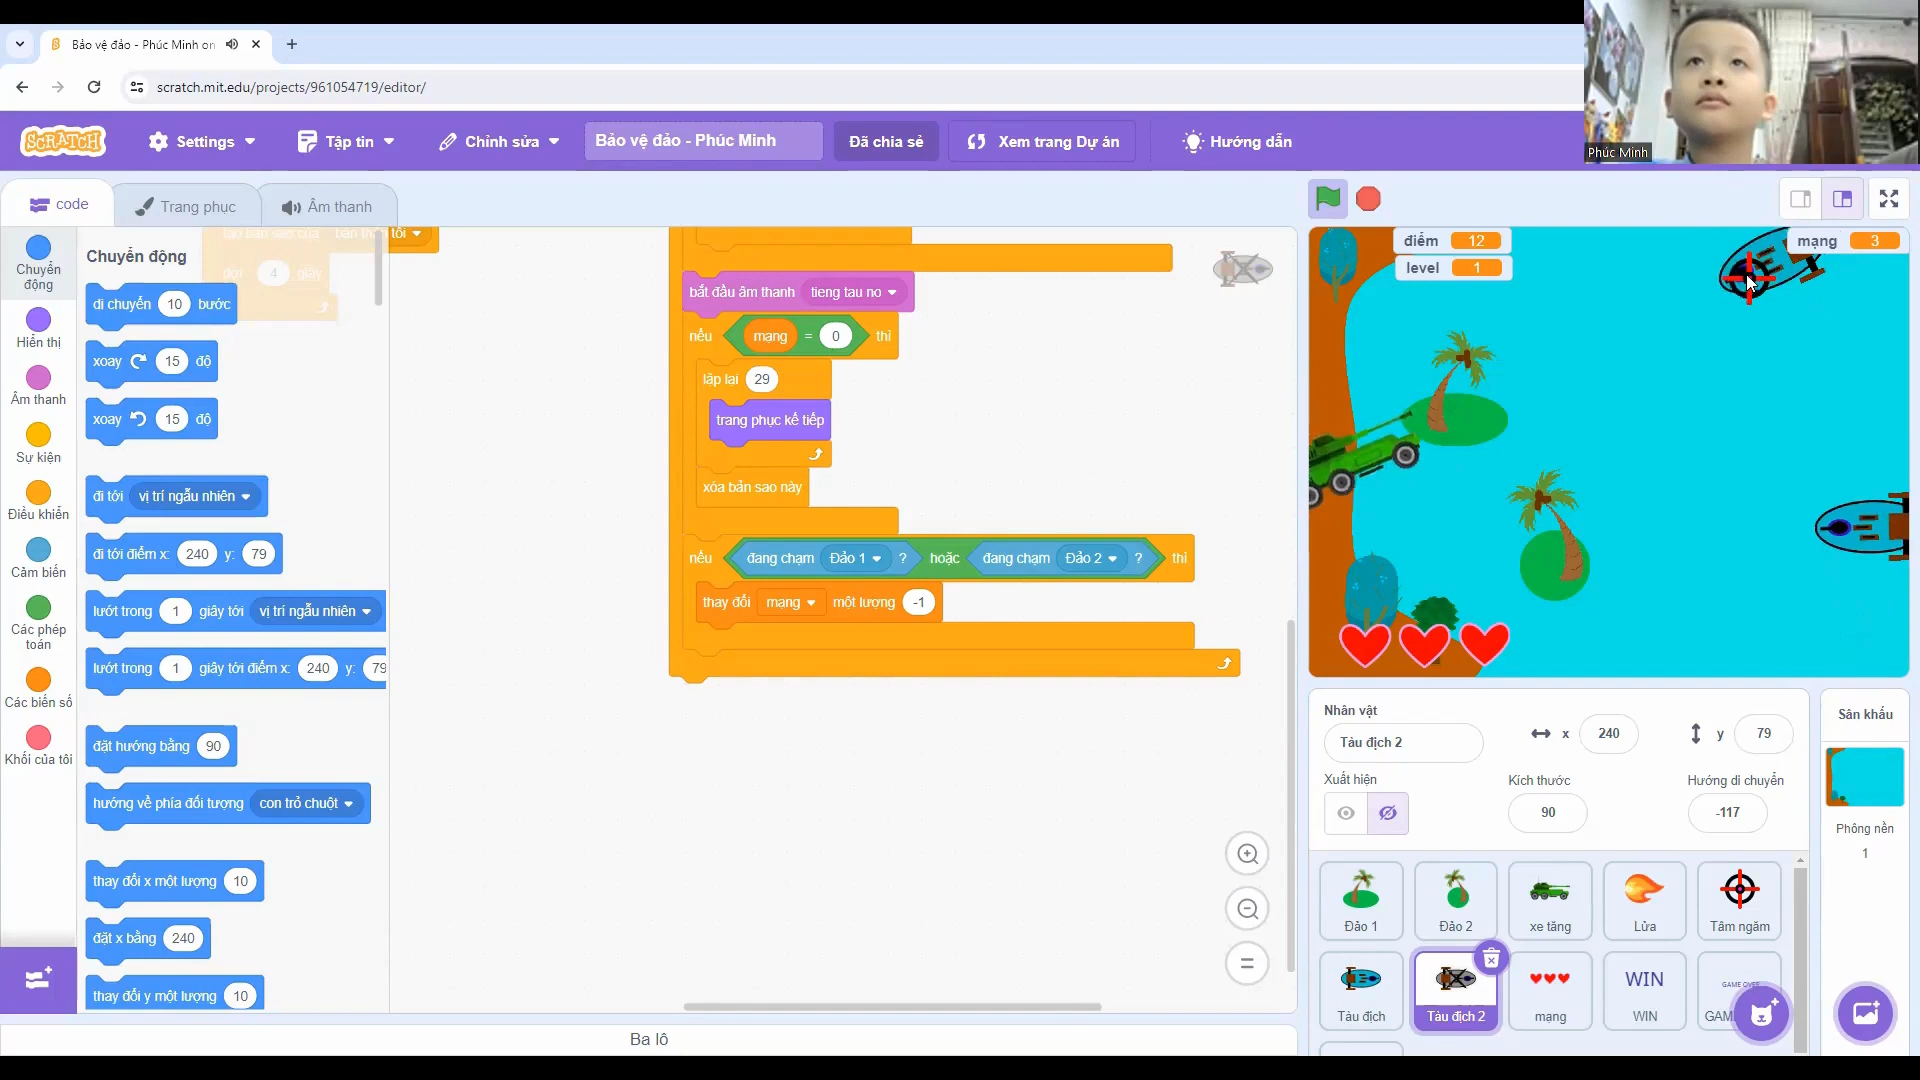 Bảo vệ đảo - Phúc Minh on
scratch.mit.edu/projects/961054719/editor/
SCRATCH
Settings
Tập tin
Chỉnh sửa
Bảo vệ đảo - Phúc Minh
Đã chia sẻ
Xem trang Dự án
Hướng dẫn
Phúc Minh
code
Trang phục
Âm thanh
Chuyển động
Hiển thị
Âm thanh
Sự kiện
Điều khiển
Cảm biến
Các phép toán
Các biến số
Khối của tôi
Chuyển động
di chuyển 10 bước
xoay 15 độ
xoay 15 độ
đi tới vị trí ngẫu nhiên
đi tới điểm x: 240 y: 79
lướt trong 1 giây tới vị trí ngẫu nhiên
lướt trong 1 giây tới điểm x: 240 y: 79
đặt hướng bằng 90
hướng về phía đối tượng con trỏ chuột
thay đổi x một lượng 10
đặt x bằng 240
thay đổi y một lượng 10
tạo bản sao của bản thân tôi
đợi 4 giây
bắt đầu âm thanh tieng tau no
nếu mạng = 0 thì
lặp lại 29
trang phục kế tiếp
xóa bản sao này
nếu đang chạm Đảo 1 ? hoặc đang chạm Đảo 2 ? thì
thay đổi mạng một lượng -1
Ba lô
điểm 12
level 1
mạng 3
Nhân vật
Tàu địch 2
x 240
y 79
Xuất hiện
Kích thước
90
Hướng di chuyển
-117
Sân khấu
Phông nền
1
Đảo 1
Đảo 2
xe tăng
Lửa
Tâm ngắm
Tàu địch
Tàu địch 2
mạng
WIN
WIN
GAME OVER
GAM